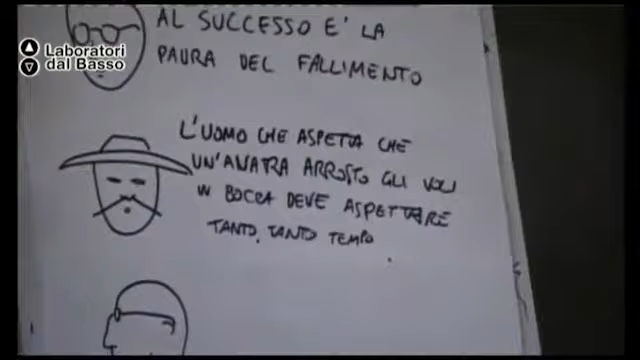 AL SUCCESSO E' LA
PAURA DEL FALLIMENTO
Laboratori
dal Basso
L'UOMO CHE ASPETTA CHE
UN'ANATRA ARROSTO GLI VOLI
IN BOCCA DEVE ASPETTARE
TANTO, TANTO TEMPO.